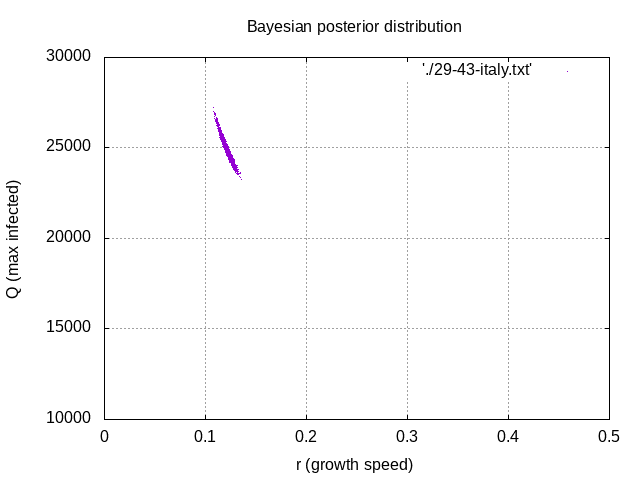 Bayesian posterior distribution
'./29-43-italy.txt'
30000
25000
20000
15000
10000
Q (max infected)
0 0.1 0.2 0.3 0.4 0.5
r (growth speed)